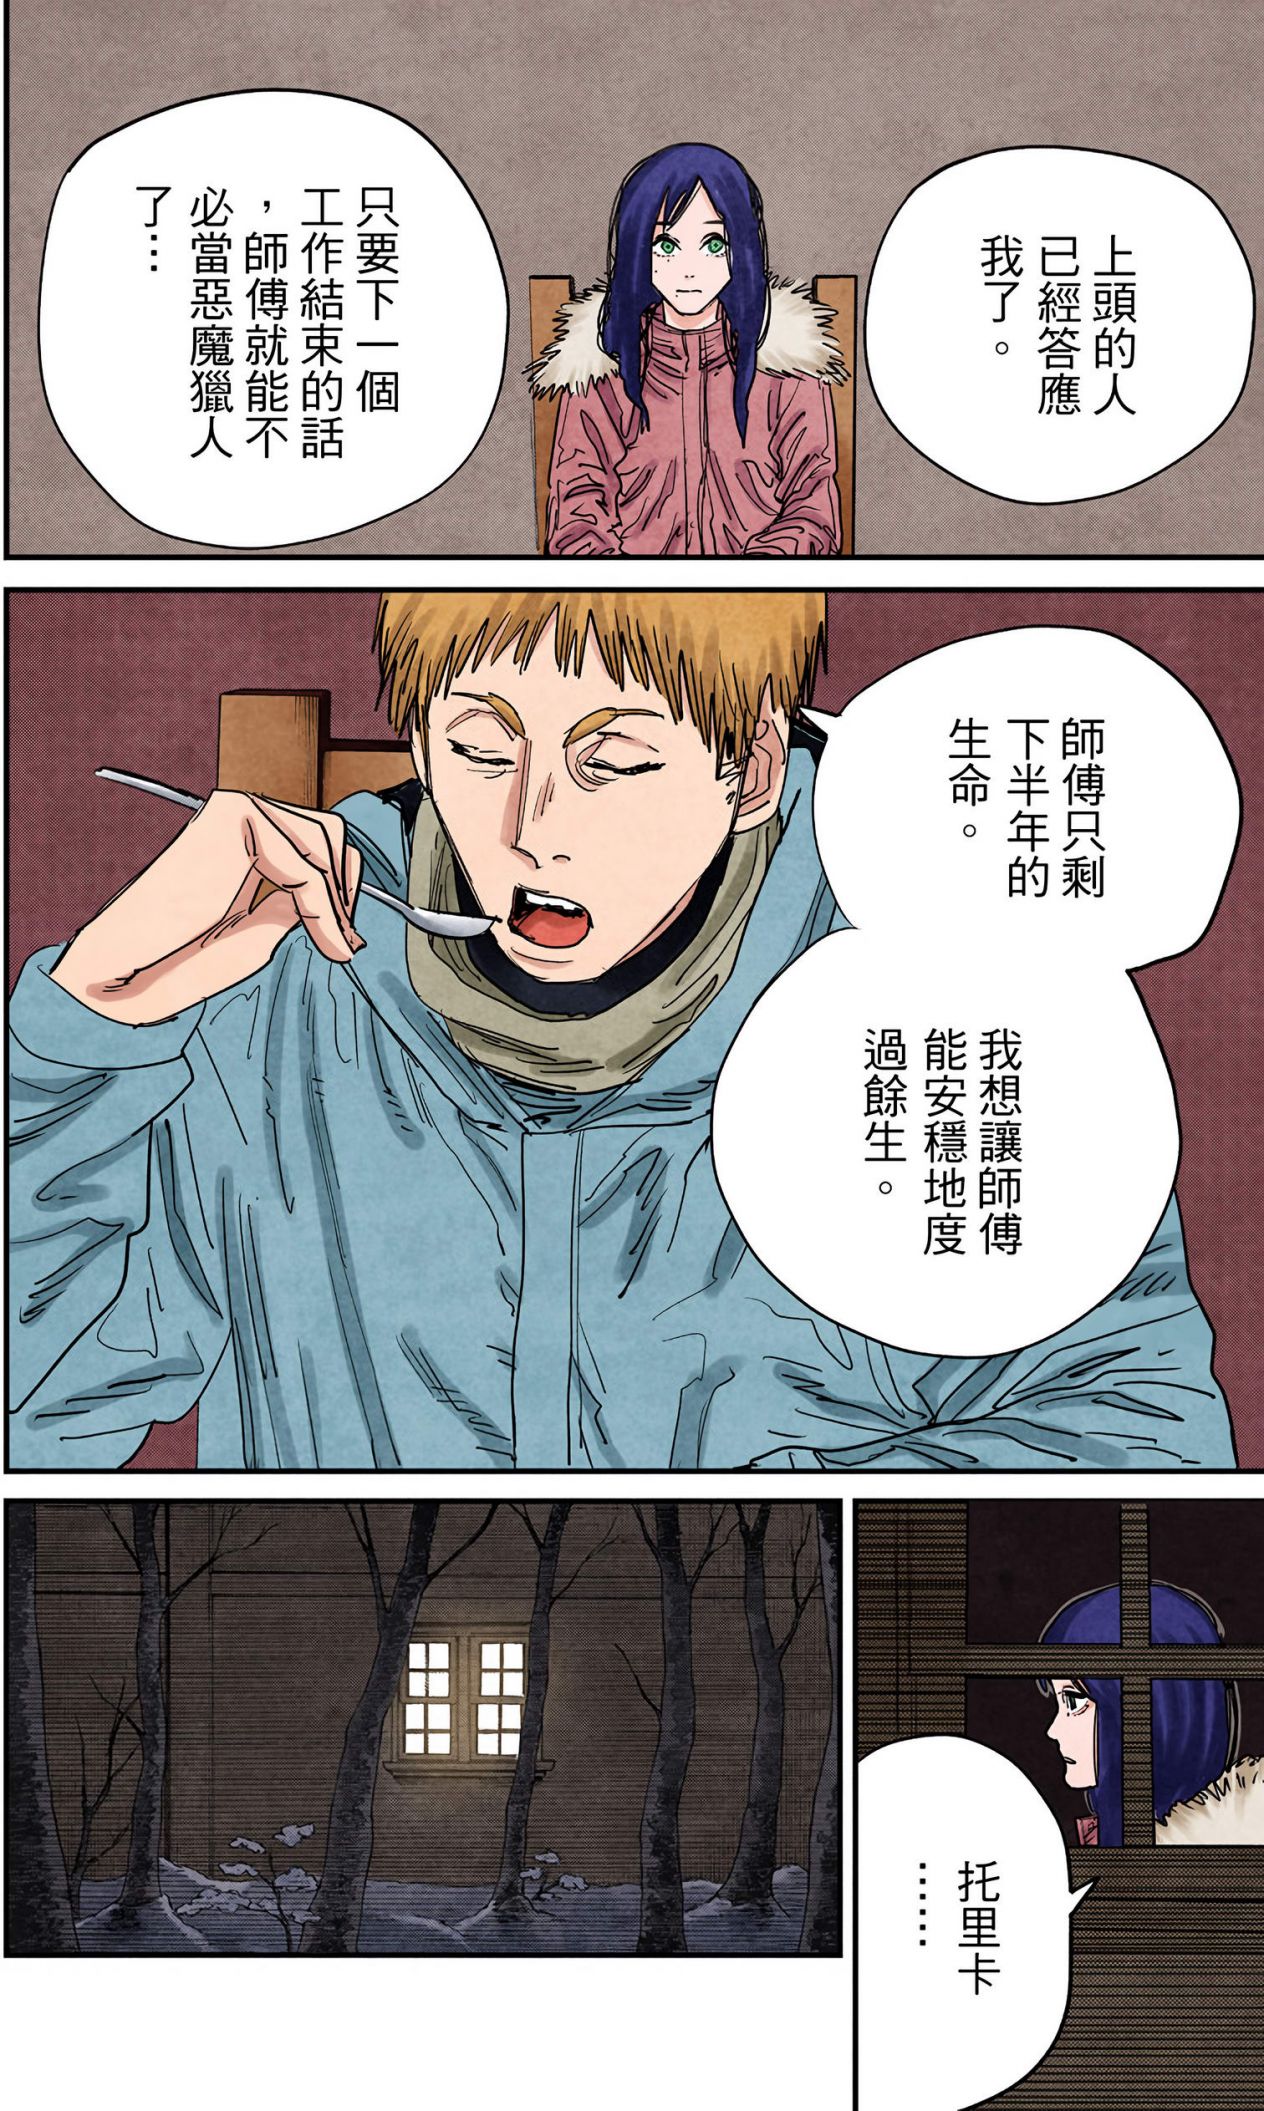 上頭的人
已經答應
我了。
只要下一個
工作結束的話
，師傅就能不
必當惡魔獵人
了…
師傅只剩
下半年的
生命。
我想讓師傅
能安穩地度
過餘生。
托里卡
……